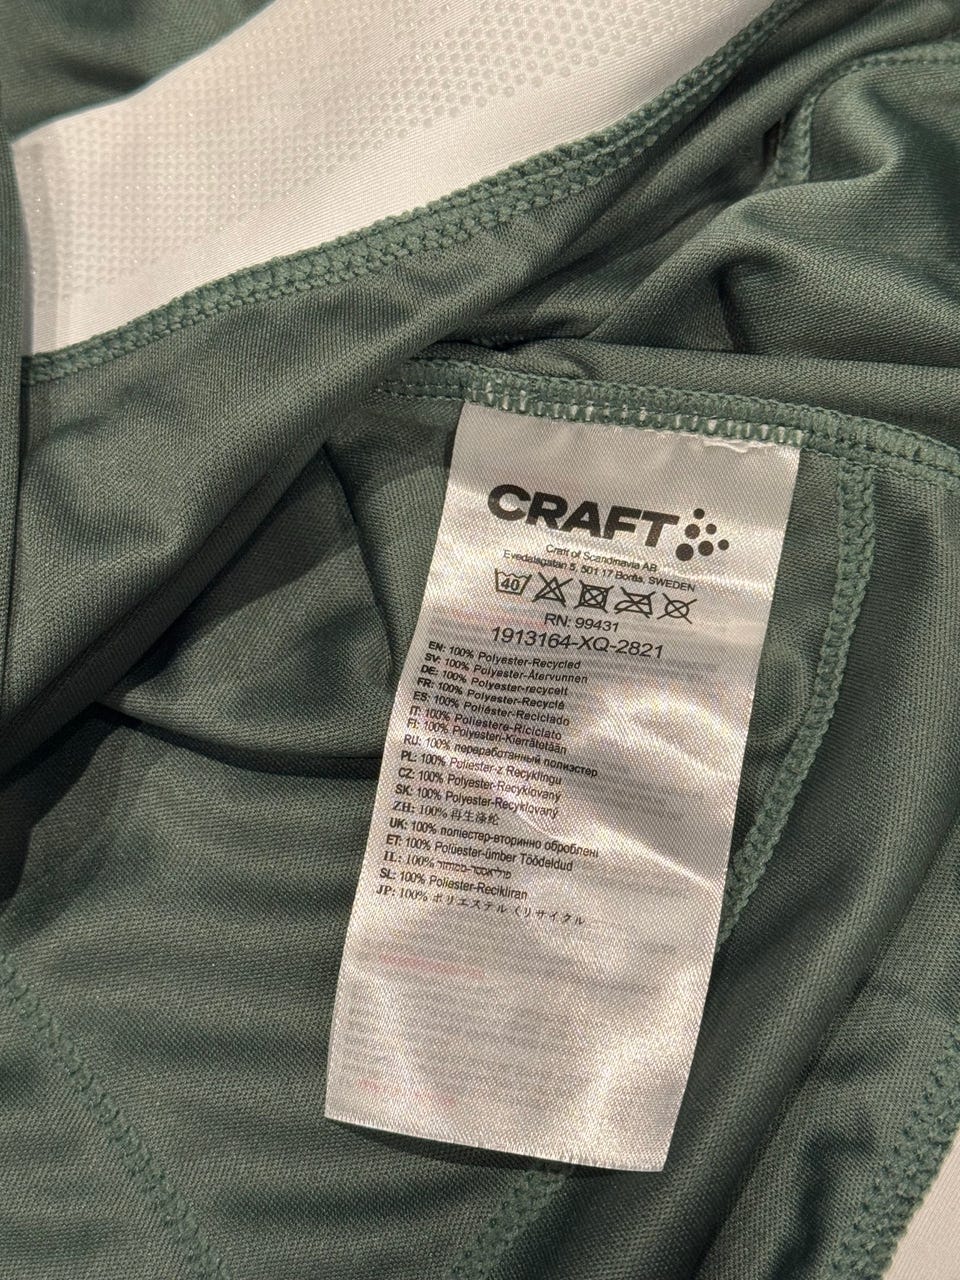 CRAFT
Craft of Scandinavia AB
Evedalsgatan 5, 501 17 Borås, SWEDEN
40
RN: 99431
1913164-XQ-2821
EN: 100% Polyester-Recycled
SV: 100% Polyester-Återvunnen
DE: 100% Polyester-recycelt
FR: 100% Polyester-Recyclé
ES: 100% Poliéster-Reciclado
IT: 100% Poliestere-Riciclato
FI: 100% Polyesteri-Kierrätetään
RU: 100% переработанный полиэстер
PL: 100% Poliester-z Recyklingu
CZ: 100% Polyester-Recyklovaný
SK: 100% Polyester-Recyklovaný
ZH: 100% 再生涤纶
UK: 100% поліестер-вторинно оброблені
ET: 100% Polüester-ümber Töödeldud
IL: 100% פוליאסטר-ממוחזר
SL: 100% Poliester-Recikliran
JP: 100% ポリエステル (リサイクル